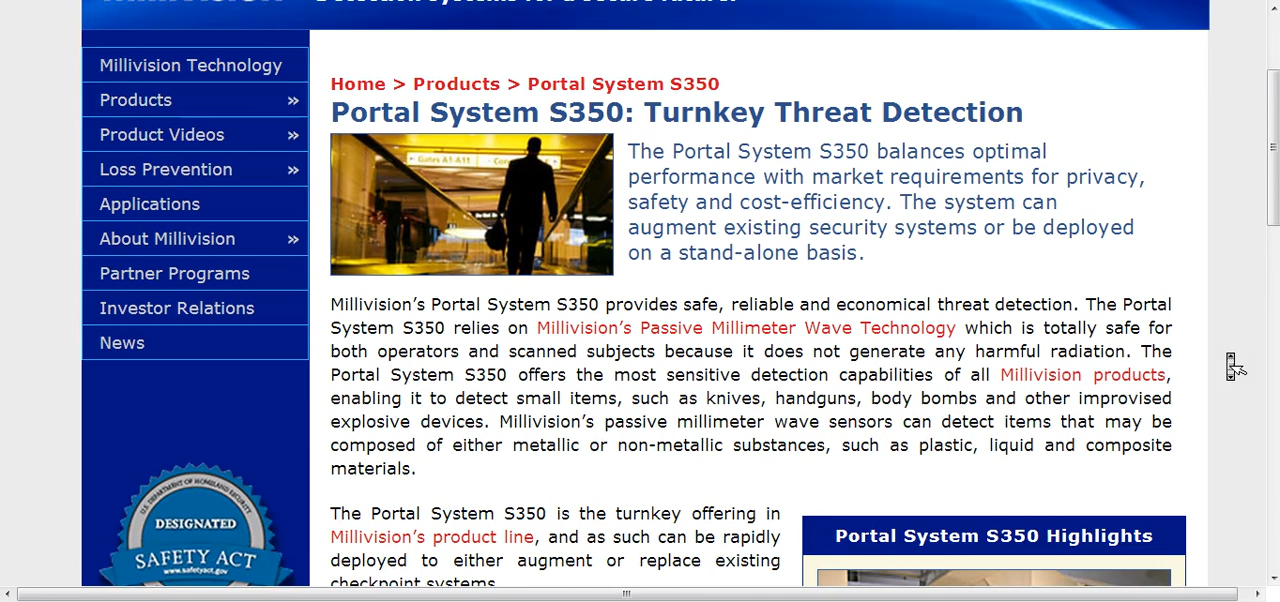 Millivision Technology
Products »
Product Videos »
Loss Prevention »
Applications
About Millivision »
Partner Programs
Investor Relations
News
U.S. DEPARTMENT OF HOMELAND SECURITY
DESIGNATED
SAFETY ACT
www.safetyact.gov
Home > Products > Portal System S350
Portal System S350: Turnkey Threat Detection
Gates A1-A11
The Portal System S350 balances optimal
performance with market requirements for privacy,
safety and cost-efficiency. The system can
augment existing security systems or be deployed
on a stand-alone basis.
Millivision’s Portal System S350 provides safe, reliable and economical threat detection. The Portal
System S350 relies on Millivision’s Passive Millimeter Wave Technology which is totally safe for
both operators and scanned subjects because it does not generate any harmful radiation. The
Portal System S350 offers the most sensitive detection capabilities of all Millivision products,
enabling it to detect small items, such as knives, handguns, body bombs and other improvised
explosive devices. Millivision’s passive millimeter wave sensors can detect items that may be
composed of either metallic or non-metallic substances, such as plastic, liquid and composite
materials.
The Portal System S350 is the turnkey offering in
Millivision’s product line, and as such can be rapidly
deployed to either augment or replace existing
checkpoint systems.
Portal System S350 Highlights